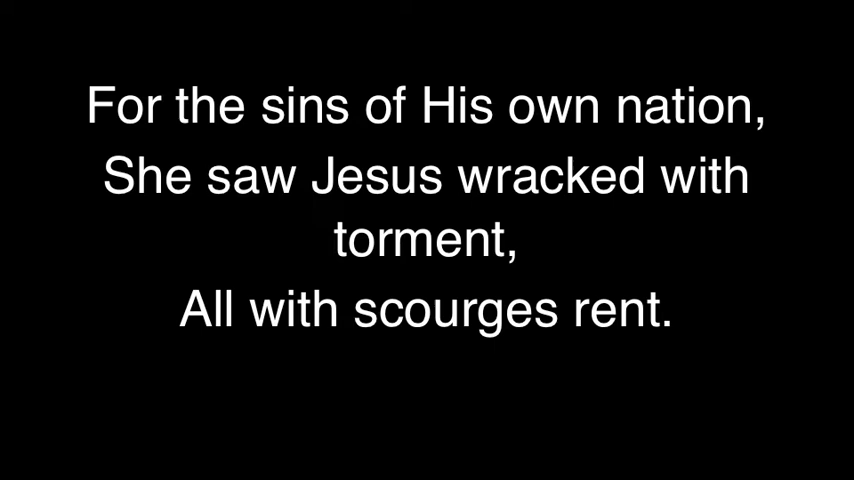 For the sins of His own nation,
She saw Jesus wracked with
torment,
All with scourges rent.